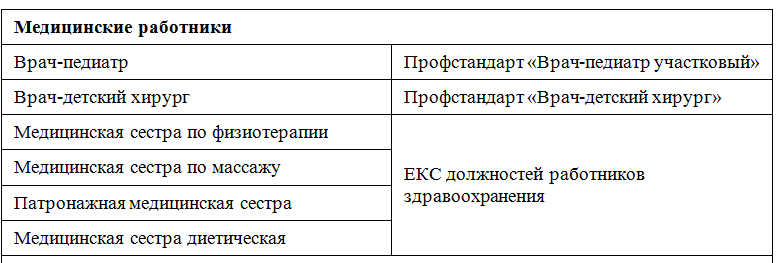 Медицинские работники
Врач-педиатр
Профстандарт «Врач-педиатр участковый»
Врач-детский хирург
Профстандарт «Врач-детский хирург»
Медицинская сестра по физиотерапии
Медицинская сестра по массажу
Патронажная медицинская сестра
Медицинская сестра диетическая
ЕКС должностей работников
здравоохранения